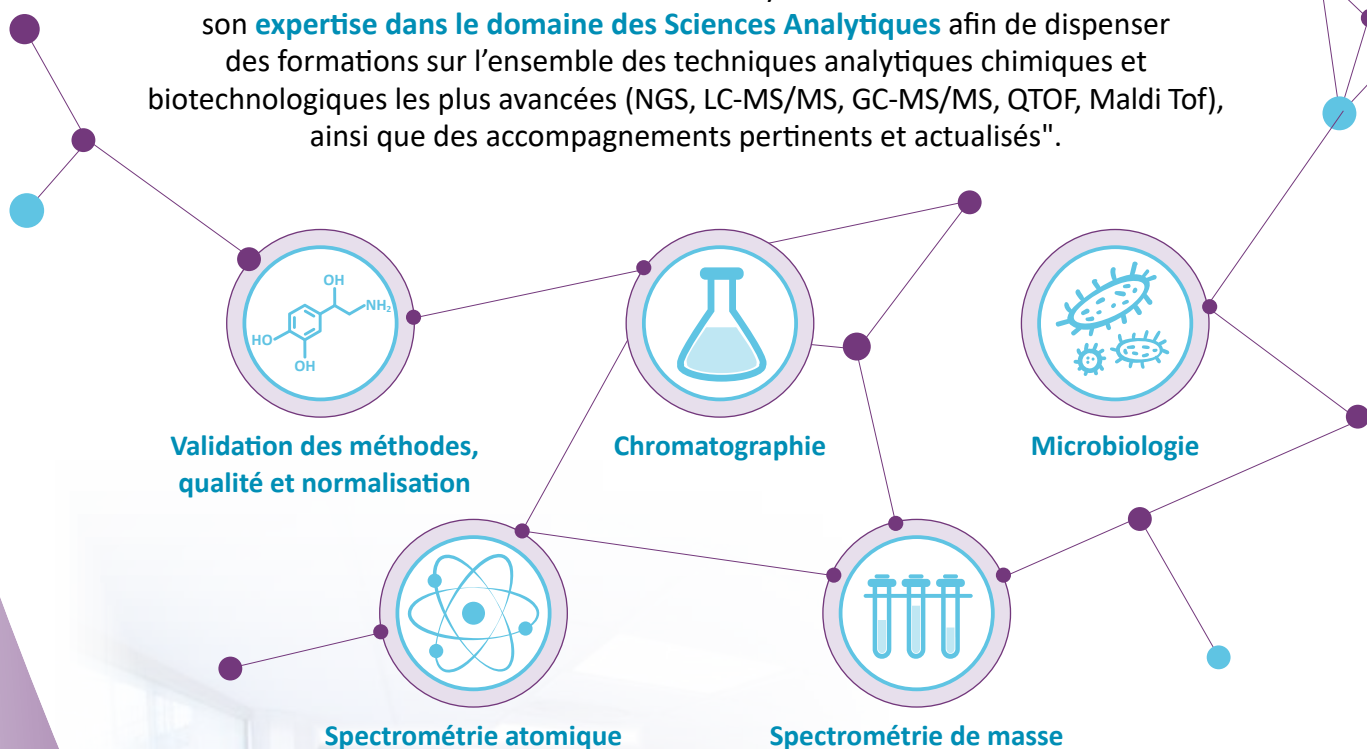 son expertise dans le domaine des Sciences Analytiques afin de dispenser
des formations sur l'ensemble des techniques analytiques chimiques et
biotechnologiques les plus avancées (NGS, LC-MS/MS, GC-MS/MS, QTOF, Maldi Tof),
ainsi que des accompagnements pertinents et actualisés".
OH
NH₂
HO
OH
Validation des méthodes,
qualité et normalisation
Chromatographie
Microbiologie
Spectrométrie atomique
Spectrométrie de masse